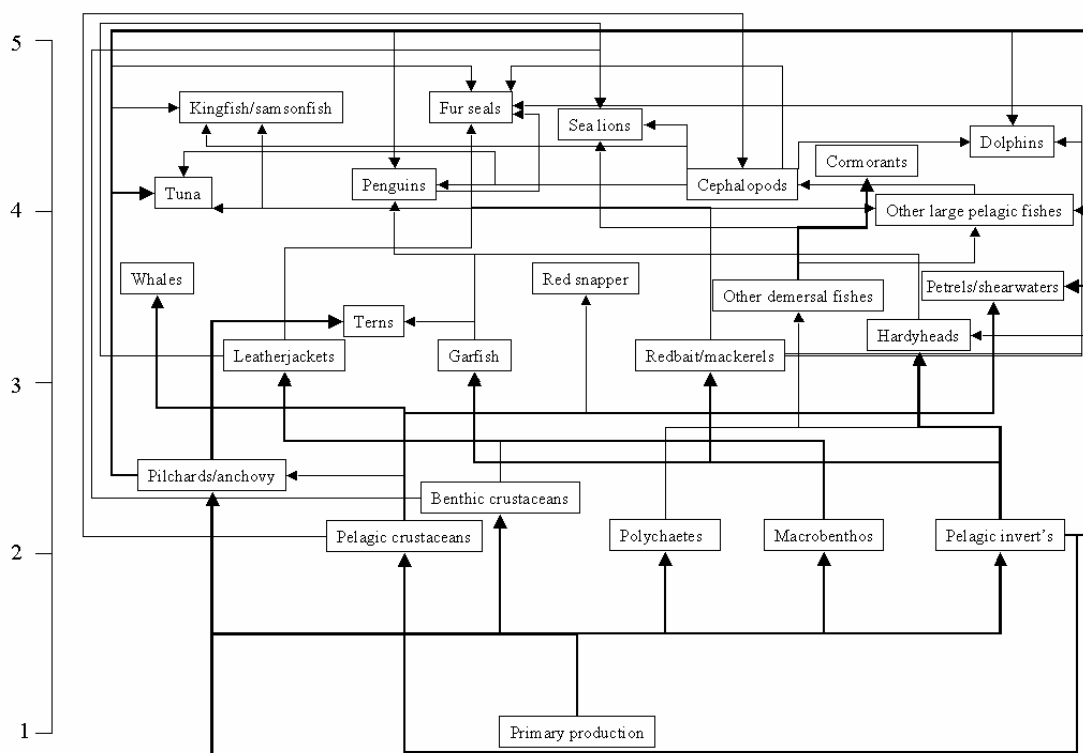 5
Kingfish/samsonfish
Fur seals
Sea lions
Dolphins
Cormorants
Tuna
Penguins
Cephalopods
4
Other large pelagic fishes
Whales
Red snapper
Other demersal fishes
Petrels/shearwaters
Terns
Hardyheads
Leatherjackets
Garfish
Redbait/mackerels
3
Pilchards/anchovy
Benthic crustaceans
Pelagic crustaceans
Polychaetes
Macrobenthos
Pelagic invert's
2
Primary production
1